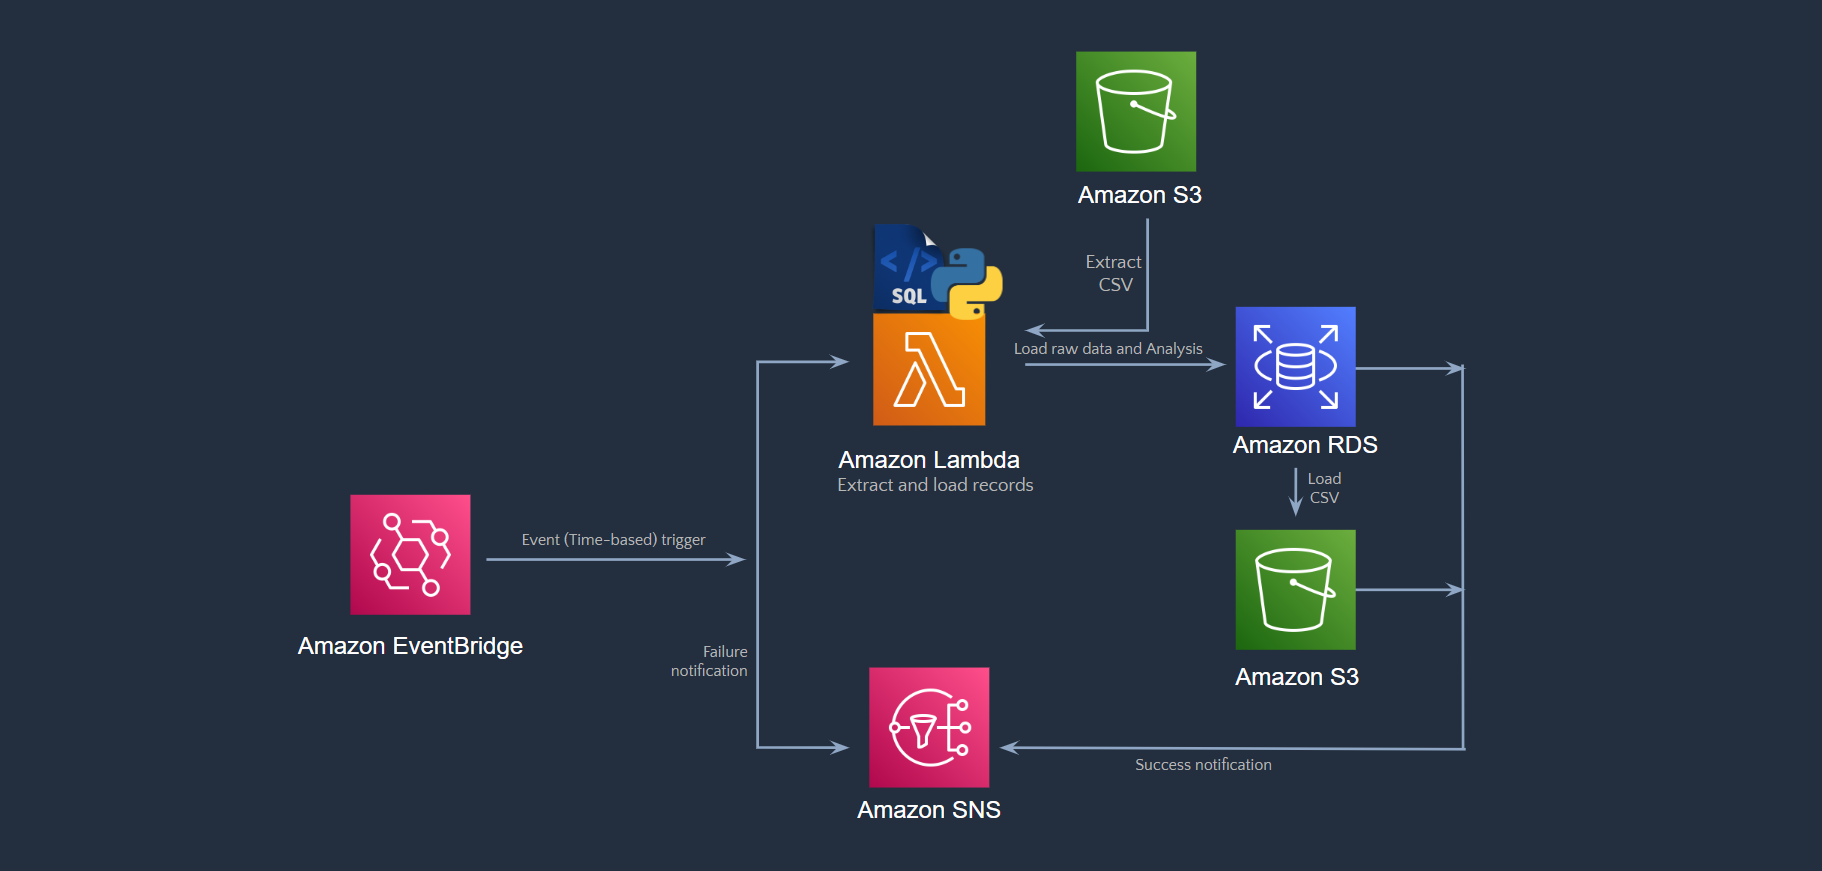 Amazon S3
Extract
CSV
</>
SQL
Load raw data and Analysis
Amazon Lambda
Extract and load records
Amazon RDS
Load
CSV
Event (Time-based) trigger
Amazon EventBridge
Failure
notification
Amazon S3
Success notification
Amazon SNS